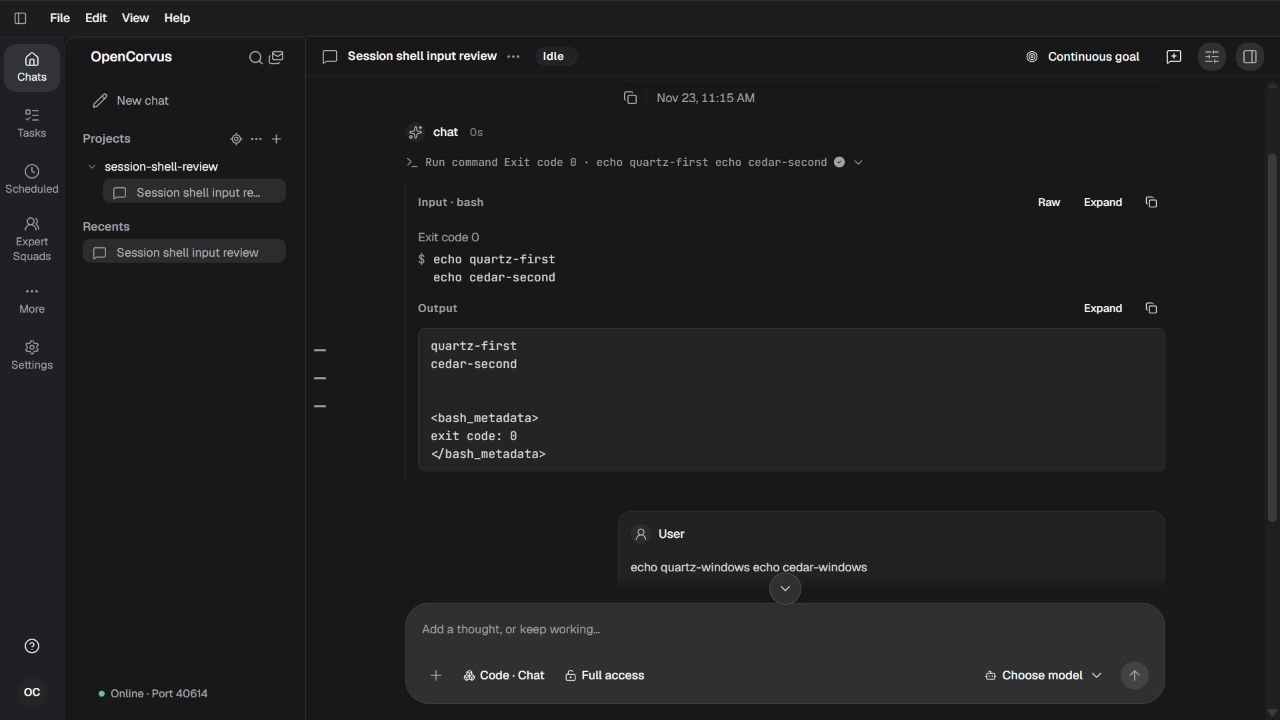 File Edit View Help
Chats
Tasks
Scheduled
Expert
Squads
More
Settings
OC
OpenCorvus
New chat
Projects
session-shell-review
Session shell input re...
Recents
Session shell input review
Online · Port 40614
Session shell input review ··· Idle
Continuous goal
Nov 23, 11:15 AM
chat 0s
>_ Run command Exit code 0 · echo quartz-first echo cedar-second
Input · bash
Raw Expand
Exit code 0
$ echo quartz-first
echo cedar-second
Output
Expand
quartz-first
cedar-second
<bash_metadata>
exit code: 0
</bash_metadata>
User
echo quartz-windows echo cedar-windows
Add a thought, or keep working...
Code · Chat Full access
Choose model